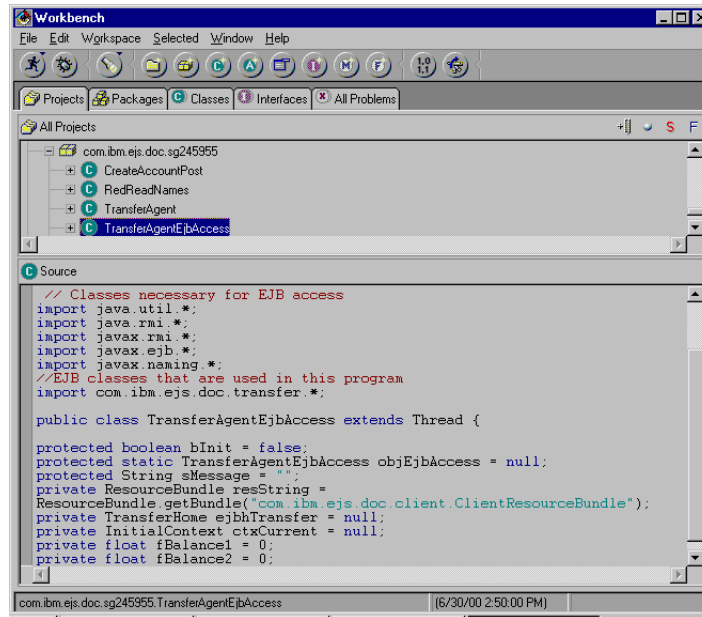 Workbench
File Edit Workspace Selected Window Help
1.0
1.1
Projects Packages Classes Interfaces All Problems
All Projects S F
com.ibm.ejs.doc.sg245955
CreateAccountPost
RedReadNames
TransferAgent
TransferAgentEjbAccess
Source
// Classes necessary for EJB access
import java.util.*;
import java.rmi.*;
import javax.rmi.*;
import javax.ejb.*;
import javax.naming.*;
//EJB classes that are used in this program
import com.ibm.ejs.doc.transfer.*;
public class TransferAgentEjbAccess extends Thread {
protected boolean bInit = false;
protected static TransferAgentEjbAccess objEjbAccess = null;
protected String sMessage = "";
private ResourceBundle resString =
ResourceBundle.getBundle("com.ibm.ejs.doc.client.ClientResourceBundle");
private TransferHome ejbhTransfer = null;
private InitialContext ctxCurrent = null;
private float fBalance1 = 0;
private float fBalance2 = 0;
com.ibm.ejs.doc.sg245955.TransferAgentEjbAccess (6/30/00 2:50:00 PM)